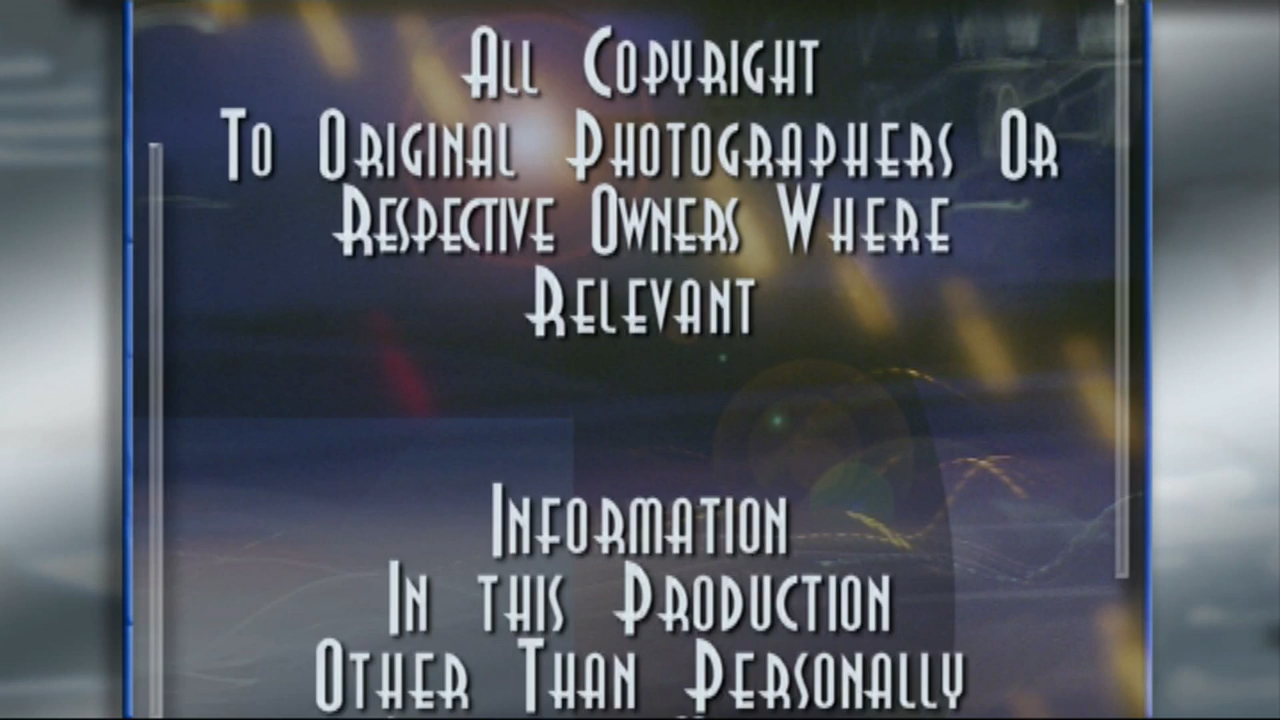 All Copyright
To Original Photographers Or
Respective Owners Where
Relevant
Information
In this Production
Other Than Personally